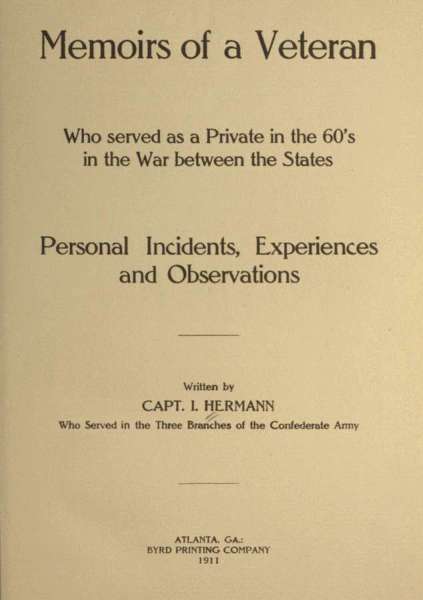 Memoirs of a Veteran
Who served as a Private in the 60's
in the War between the States
Personal Incidents, Experiences
and Observations
Written by
CAPT. I. HERMANN
Who Served in the Three Branches of the Confederate Army
ATLANTA, GA.:
BYRD PRINTING COMPANY
1911